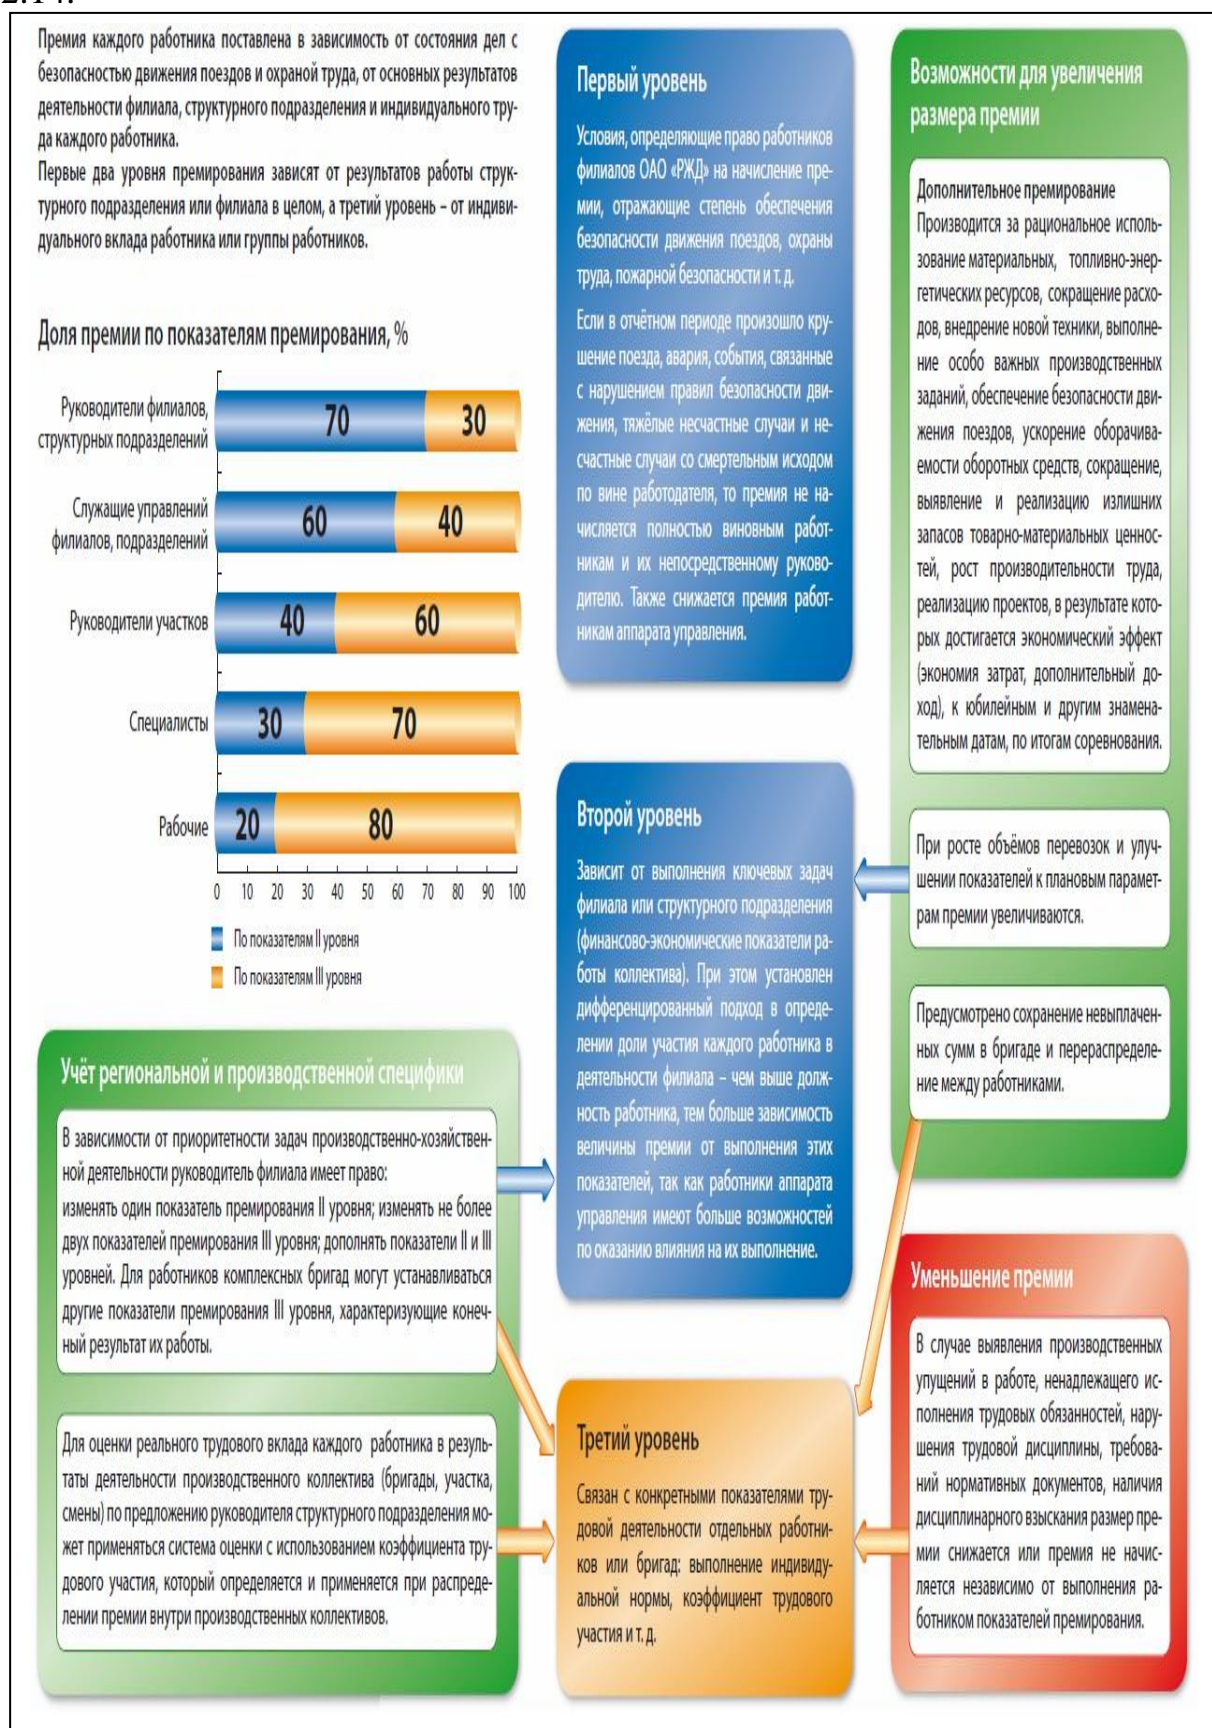 2.14.
Премия каждого работника поставлена в зависимость от состояния дел с
безопасностью движения поездов и охраной труда, от основных результатов
деятельности филиала, структурного подразделения и индивидуального тру-
да каждого работника.
Первые два уровня премирования зависят от результатов работы струк-
турного подразделения или филиала в целом, а третий уровень – от индиви-
дуального вклада работника или группы работников.
Доля премии по показателям премирования, %
Руководители филиалов,
структурных подразделений
70 30
Служащие управлений
филиалов, подразделений
60 40
Руководители участков
40 60
Специалисты
30 70
Рабочие
20 80
0 10 20 30 40 50 60 70 80 90 100
По показателям II уровня
По показателям III уровня
Учёт региональной и производственной специфики
В зависимости от приоритетности задач производственно-хозяйствен-
ной деятельности руководитель филиала имеет право:
изменять один показатель премирования II уровня; изменять не более
двух показателей премирования III уровня; дополнять показатели II и III
уровней. Для работников комплексных бригад могут устанавливаться
другие показатели премирования III уровня, характеризующие конеч-
ный результат их работы.
Для оценки реального трудового вклада каждого работника в резуль-
таты деятельности производственного коллектива (бригады, участка,
смены) по предложению руководителя структурного подразделения мо-
жет применяться система оценки с использованием коэффициента тру-
дового участия, который определяется и применяется при распреде-
лении премии внутри производственных коллективов.
Первый уровень
Условия, определяющие право работников
филиалов ОАО «РЖД» на начисление пре-
мии, отражающие степень обеспечения
безопасности движения поездов, охраны
труда, пожарной безопасности и т. д.
Если в отчётном периоде произошло кру-
шение поезда, авария, события, связанные
с нарушением правил безопасности дви-
жения, тяжёлые несчастные случаи и не-
счастные случаи со смертельным исходом
по вине работодателя, то премия не на-
числяется полностью виновным работ-
никам и их непосредственному руково-
дителю. Также снижается премия работ-
никам аппарата управления.
Второй уровень
Зависит от выполнения ключевых задач
филиала или структурного подразделения
(финансово-экономические показатели ра-
боты коллектива). При этом установлен
дифференцированный подход в опреде-
лении доли участия каждого работника в
деятельности филиала – чем выше долж-
ность работника, тем больше зависимость
величины премии от выполнения этих
показателей, так как работники аппарата
управления имеют больше возможностей
по оказанию влияния на их выполнение.
Третий уровень
Связан с конкретными показателями тру-
довой деятельности отдельных работни-
ков или бригад: выполнение индивиду-
альной нормы, коэффициент трудового
участия и т. д.
Возможности для увеличения
размера премии
Дополнительное премирование
Производится за рациональное исполь-
зование материальных, топливно-энер-
гетических ресурсов, сокращение расхо-
дов, внедрение новой техники, выполне-
ние особо важных производственных
заданий, обеспечение безопасности дви-
жения поездов, ускорение оборачива-
емости оборотных средств, сокращение,
выявление и реализацию излишних
запасов товарно-материальных ценнос-
тей, рост производительности труда,
реализацию проектов, в результате кото-
рых достигается экономический эффект
(экономия затрат, дополнительный до-
ход), к юбилейным и другим знамена-
тельным датам, по итогам соревнования.
При росте объёмов перевозок и улуч-
шении показателей к плановым парамет-
рам премии увеличиваются.
Предусмотрено сохранение невыплачен-
ных сумм в бригаде и перераспределе-
ние между работниками.
Уменьшение премии
В случае выявления производственных
упущений в работе, ненадлежащего ис-
полнения трудовых обязанностей, нару-
шения трудовой дисциплины, требова-
ний нормативных документов, наличия
дисциплинарного взыскания размер пре-
мии снижается или премия не начис-
ляется независимо от выполнения ра-
ботником показателей премирования.